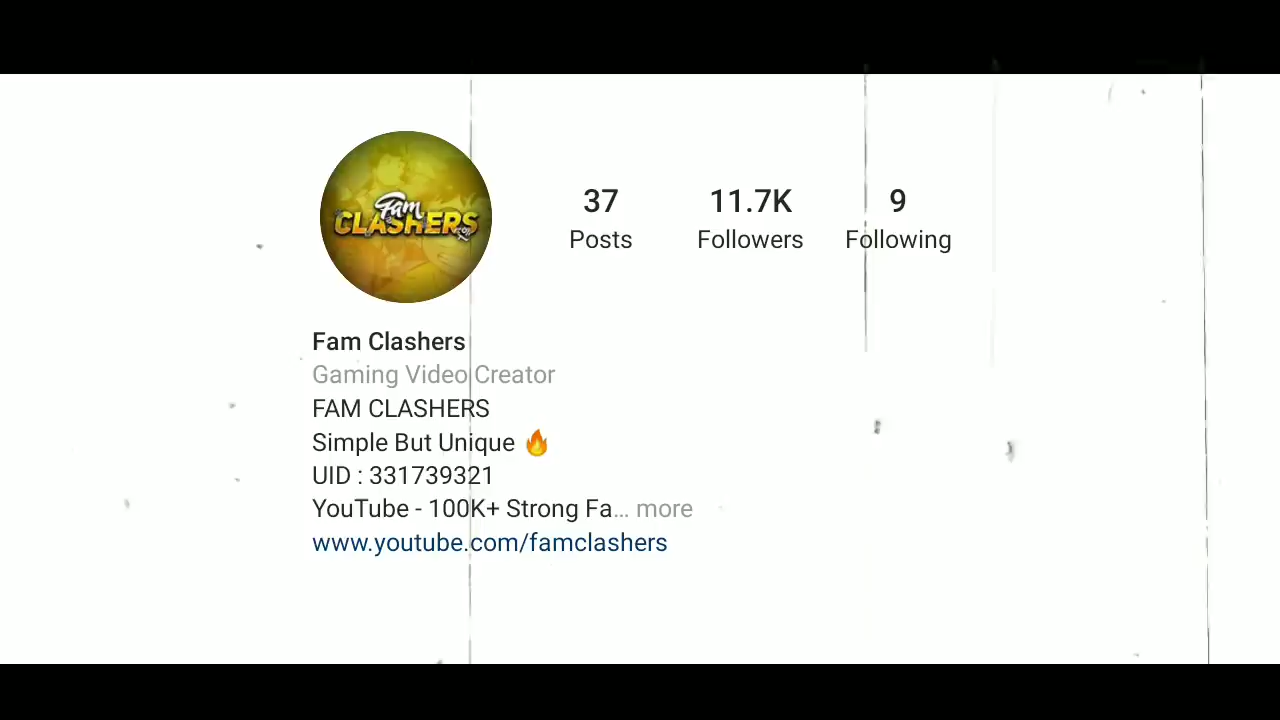 Fam
CLASHERS
37
Posts
11.7K
Followers
9
Following
Fam Clashers
Gaming Video Creator
FAM CLASHERS
Simple But Unique 🔥
UID : 331739321
YouTube - 100K+ Strong Fa... more
www.youtube.com/famclashers